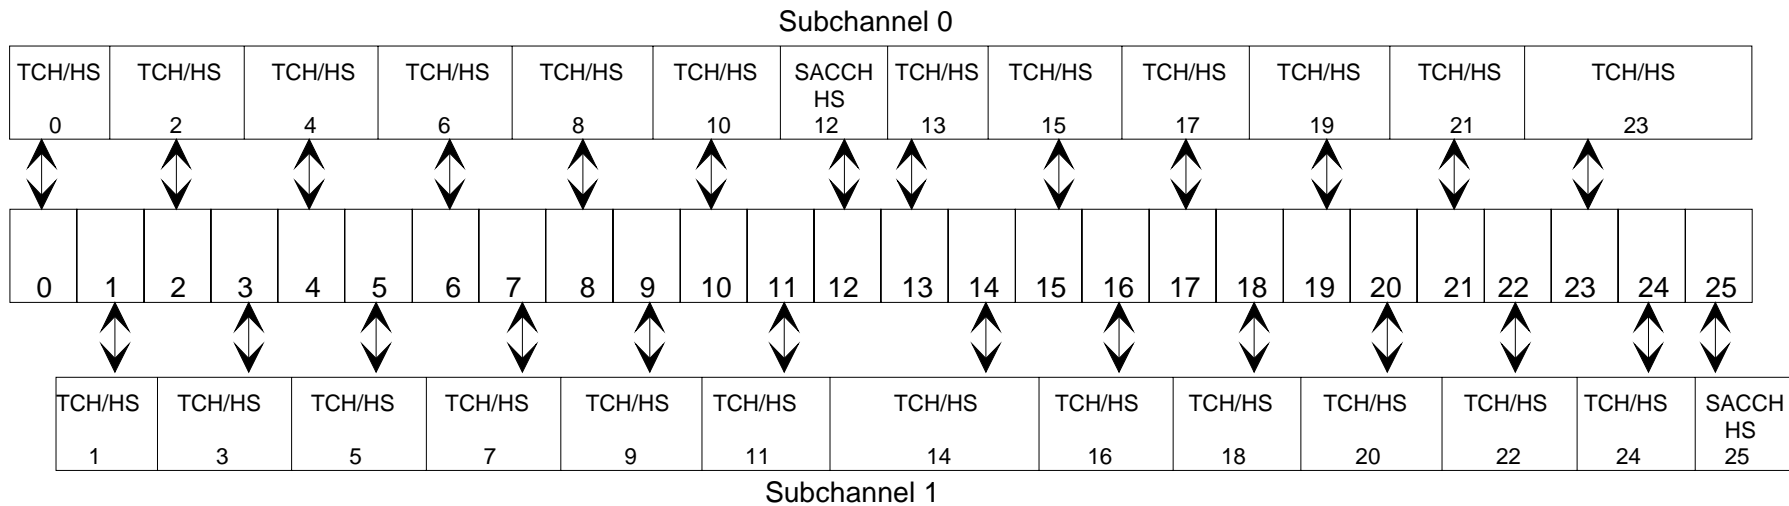 Subchannel 0
TCH/HS TCH/HS TCH/HS TCH/HS TCH/HS TCH/HS SACCH TCH/HS TCH/HS TCH/HS TCH/HS TCH/HS TCH/HS
HS
0 2 4 6 8 10 12 13 15 17 19 21 23
0 1 2 3 4 5 6 7 8 9 10 11 12 13 14 15 16 17 18 19 20 21 22 23 24 25
TCH/HS TCH/HS TCH/HS TCH/HS TCH/HS TCH/HS TCH/HS TCH/HS TCH/HS TCH/HS TCH/HS TCH/HS SACCH
HS
1 3 5 7 9 11 14 16 18 20 22 24 25
Subchannel 1